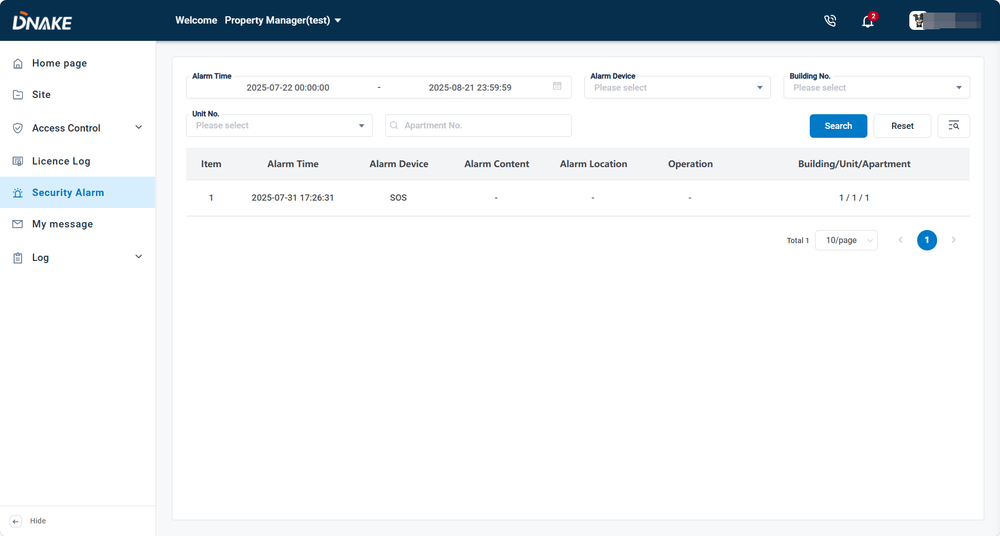 DNAKE
Welcome Property Manager(test)
2
Home page
Site
Access Control
Licence Log
Security Alarm
My message
Log
Hide
Alarm Time
2025-07-22 00:00:00 - 2025-08-21 23:59:59
Alarm Device
Please select
Building No.
Please select
Unit No.
Please select
Apartment No.
Search
Reset
Item Alarm Time Alarm Device Alarm Content Alarm Location Operation Building/Unit/Apartment
1 2025-07-31 17:26:31 SOS - - - 1 / 1 / 1
Total 1 10/page 1